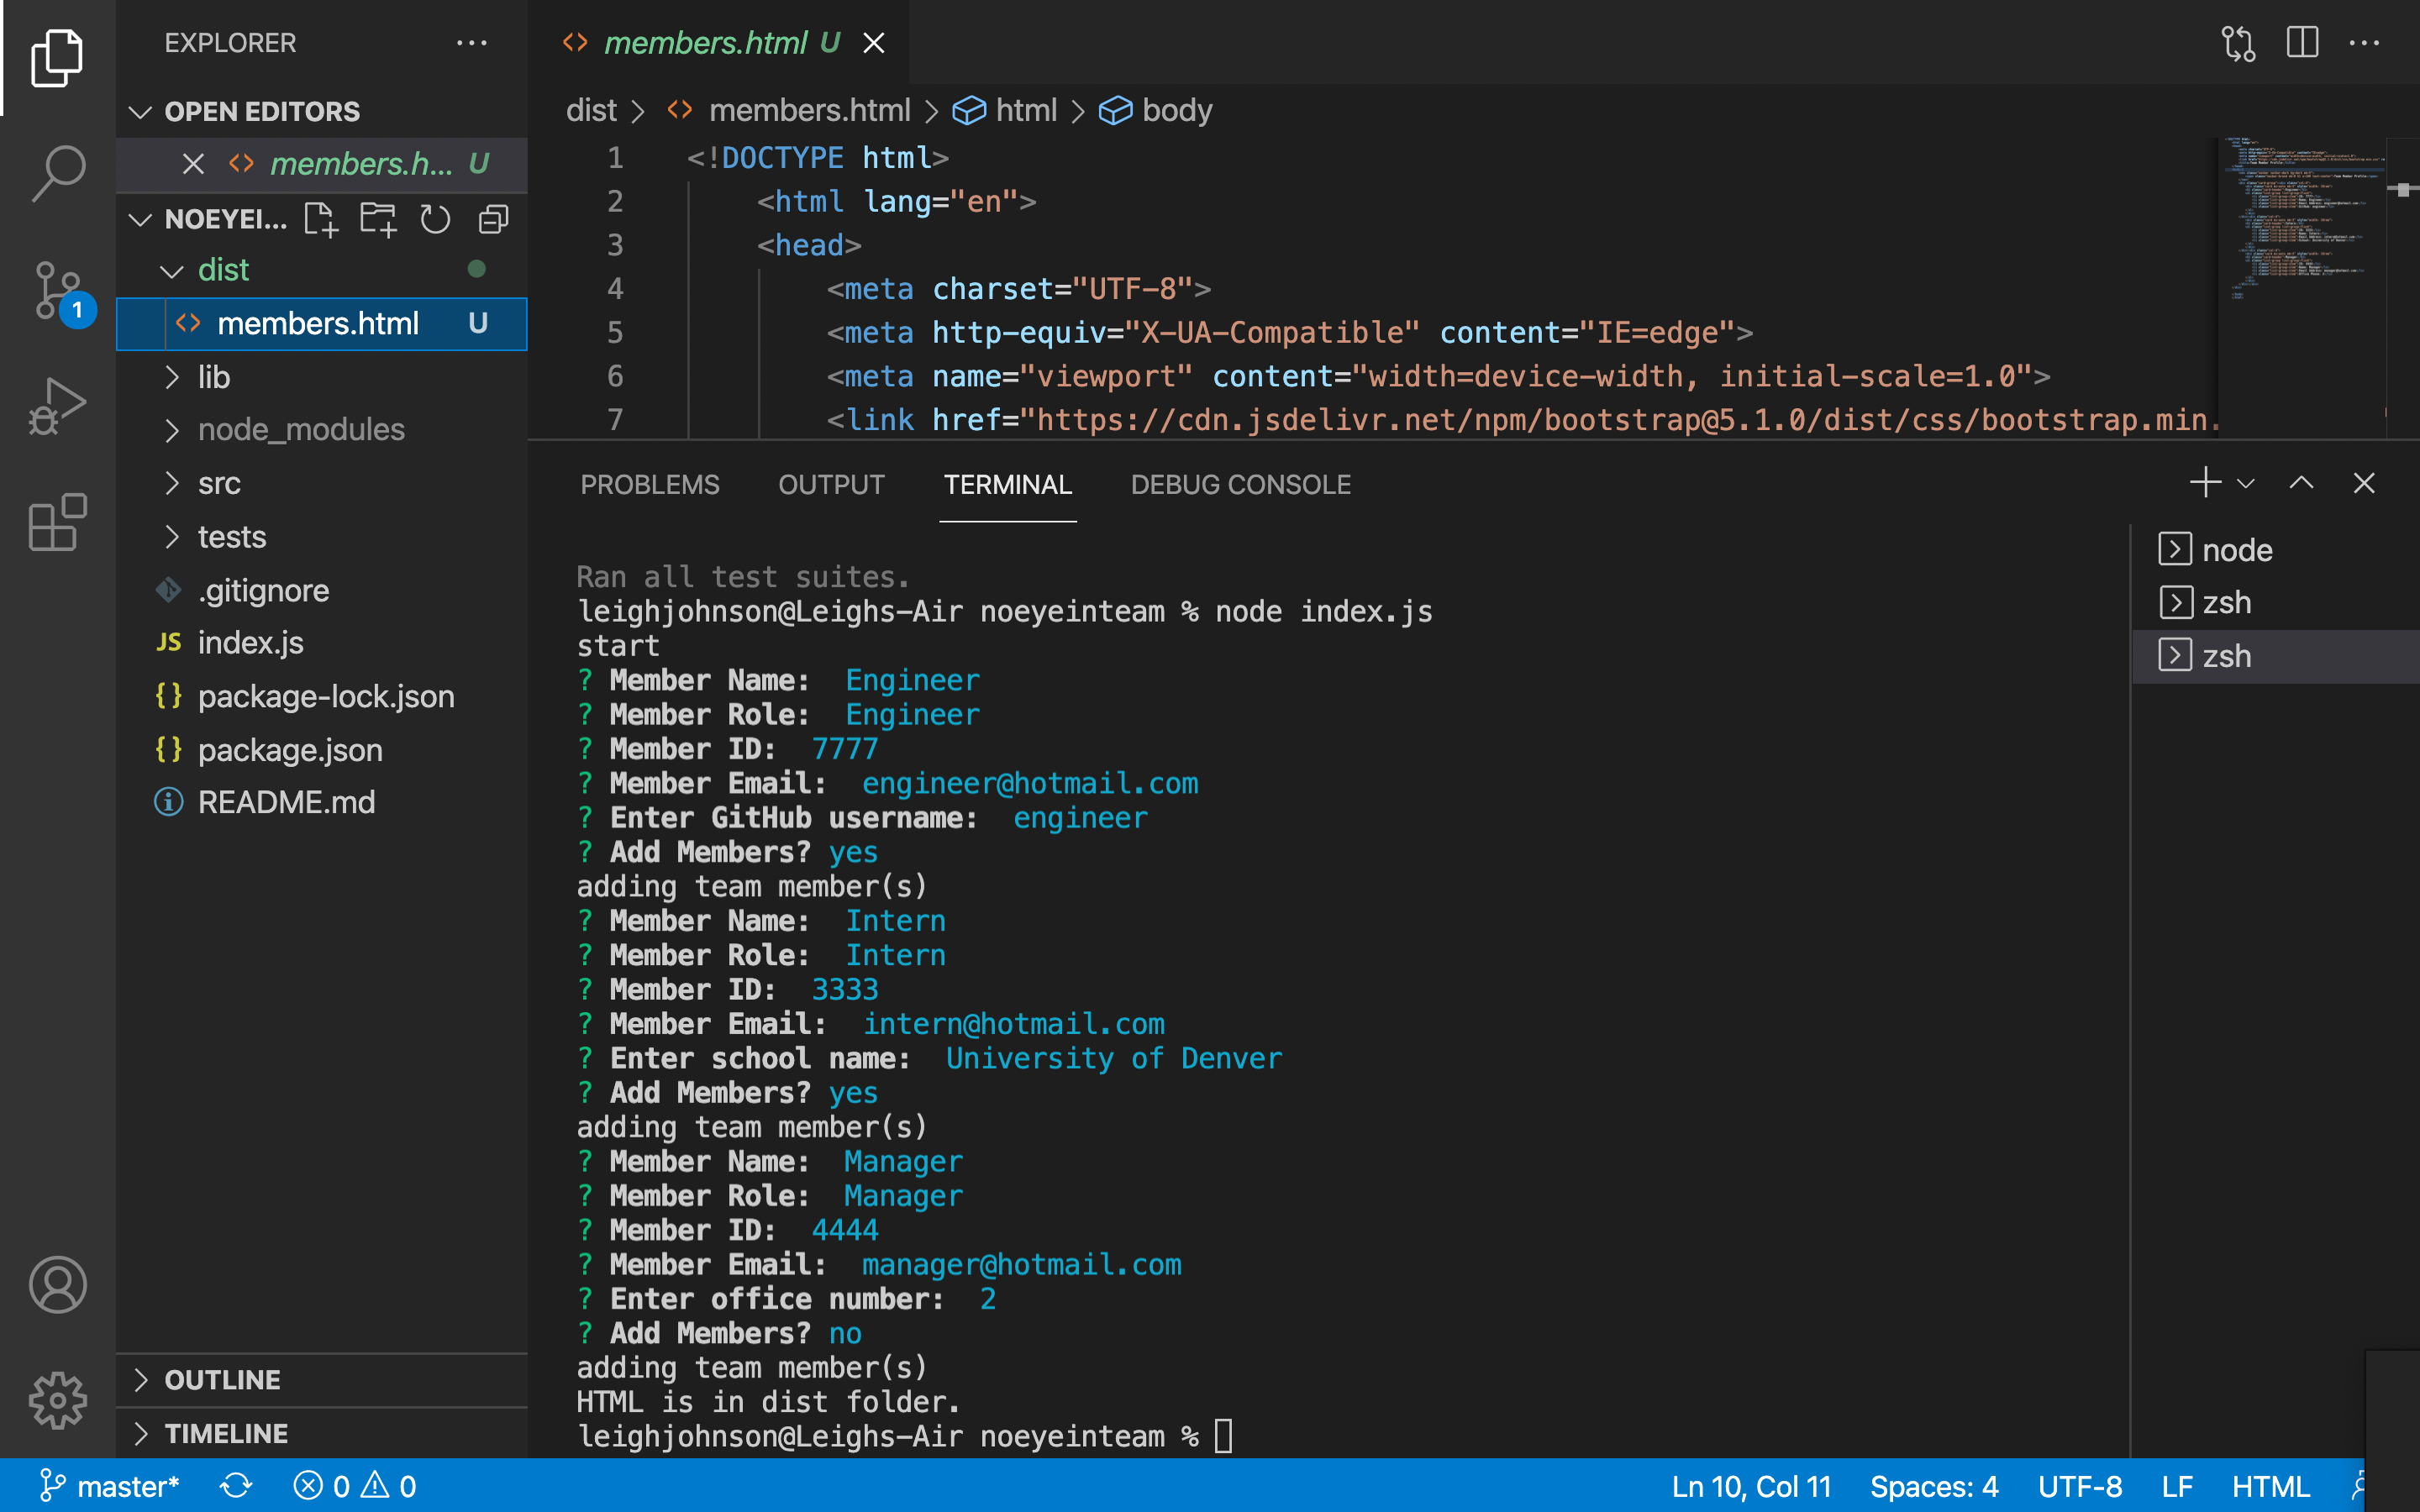 EXPLORER
OPEN EDITORS
members.h... U
NOEYEI...
dist
members.html U
lib
node_modules
src
tests
.gitignore
JS index.js
{} package-lock.json
{} package.json
README.md
OUTLINE
TIMELINE
1
members.html U
dist > members.html > html > body
1 <!DOCTYPE html>
2 <html lang="en">
3 <head>
4 <meta charset="UTF-8">
5 <meta http-equiv="X-UA-Compatible" content="IE=edge">
6 <meta name="viewport" content="width=device-width, initial-scale=1.0">
7 <link href="https://cdn.jsdelivr.net/npm/bootstrap@5.1.0/dist/css/bootstrap.min.
PROBLEMS OUTPUT TERMINAL DEBUG CONSOLE
Ran all test suites.
leighjohnson@Leighs-Air noeyeinteam % node index.js
start
? Member Name: Engineer
? Member Role: Engineer
? Member ID: 7777
? Member Email: engineer@hotmail.com
? Enter GitHub username: engineer
? Add Members? yes
adding team member(s)
? Member Name: Intern
? Member Role: Intern
? Member ID: 3333
? Member Email: intern@hotmail.com
? Enter school name: University of Denver
? Add Members? yes
adding team member(s)
? Member Name: Manager
? Member Role: Manager
? Member ID: 4444
? Member Email: manager@hotmail.com
? Enter office number: 2
? Add Members? no
adding team member(s)
HTML is in dist folder.
leighjohnson@Leighs-Air noeyeinteam %
node
zsh
zsh
master* 0 0 Ln 10, Col 11 Spaces: 4 UTF-8 LF HTML